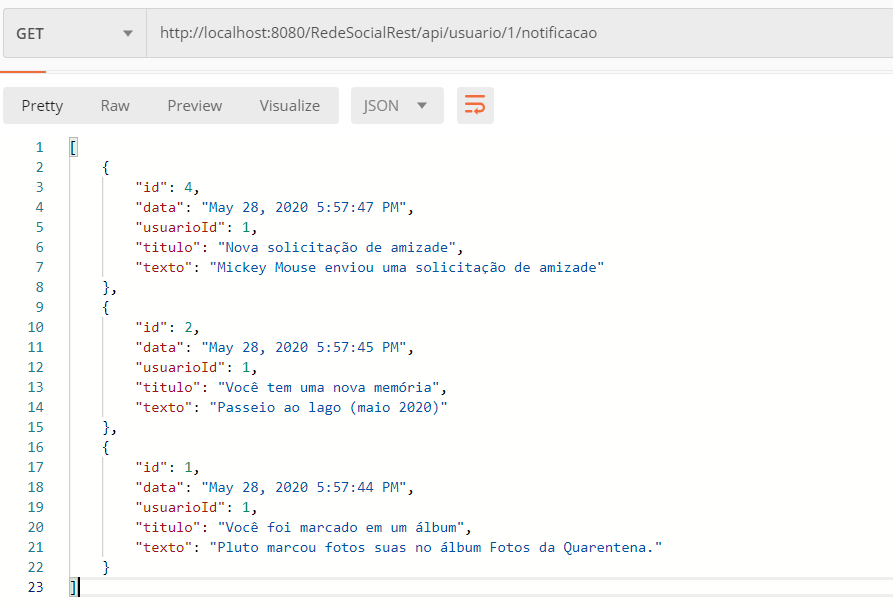 GET http://localhost:8080/RedeSocialRest/api/usuario/1/notificacao
Pretty Raw Preview Visualize JSON
1 [
2 {
3 "id": 4,
4 "data": "May 28, 2020 5:57:47 PM",
5 "usuarioId": 1,
6 "titulo": "Nova solicitação de amizade",
7 "texto": "Mickey Mouse enviou uma solicitação de amizade"
8 },
9 {
10 "id": 2,
11 "data": "May 28, 2020 5:57:45 PM",
12 "usuarioId": 1,
13 "titulo": "Você tem uma nova memória",
14 "texto": "Passeio ao lago (maio 2020)"
15 },
16 {
17 "id": 1,
18 "data": "May 28, 2020 5:57:44 PM",
19 "usuarioId": 1,
20 "titulo": "Você foi marcado em um álbum",
21 "texto": "Pluto marcou fotos suas no álbum Fotos da Quarentena."
22 }
23 ]